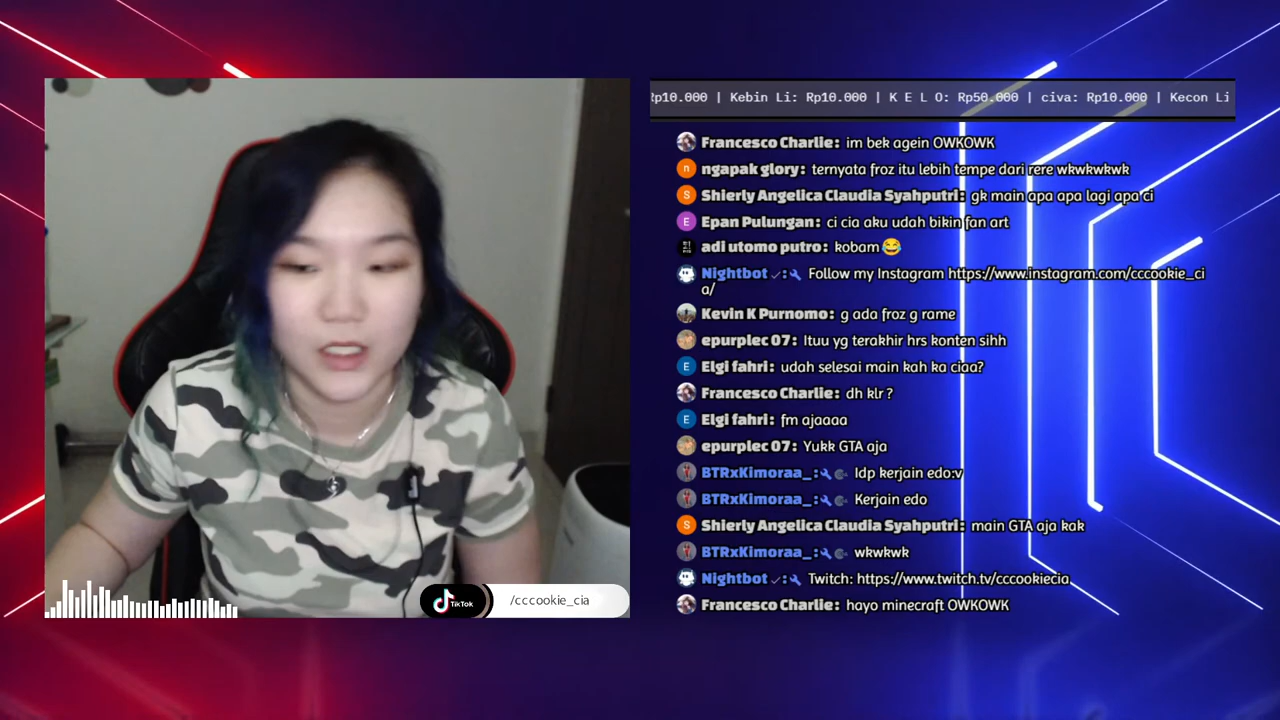 Rp10.000 | Kebin Li: Rp10.000 | K E L O: Rp50.000 | civa: Rp10.000 | Kecon Li
Francesco Charlie: im bek agein OWKOWK
n ngapak glory: ternyata froz itu lebih tempe dari rere wkwkwkwk
S Shierly Angelica Claudia Syahputri: gk main apa apa lagi apa ci
E Epan Pulungan: ci cia aku udah bikin fan art
adi utomo putro: kobam😂
Nightbot: Follow my Instagram https://www.instagram.com/cccookie_ci
a/
Kevin K Purnomo: g ada froz g rame
epurplec 07: Ituu yg terakhir hrs konten sihh
E Elgi fahri: udah selesai main kah ka ciaa?
Francesco Charlie: dh klr ?
E Elgi fahri: fm ajaaaa
epurplec 07: Yukk GTA aja
BTRxKimoraa_: Idp kerjain edo:v
BTRxKimoraa_: Kerjain edo
S Shierly Angelica Claudia Syahputri: main GTA aja kak
BTRxKimoraa_: wkwkwk
Nightbot: Twitch: https://www.twitch.tv/cccookiecia
Francesco Charlie: hayo minecraft OWKOWK
TikTok /cccookie_cia